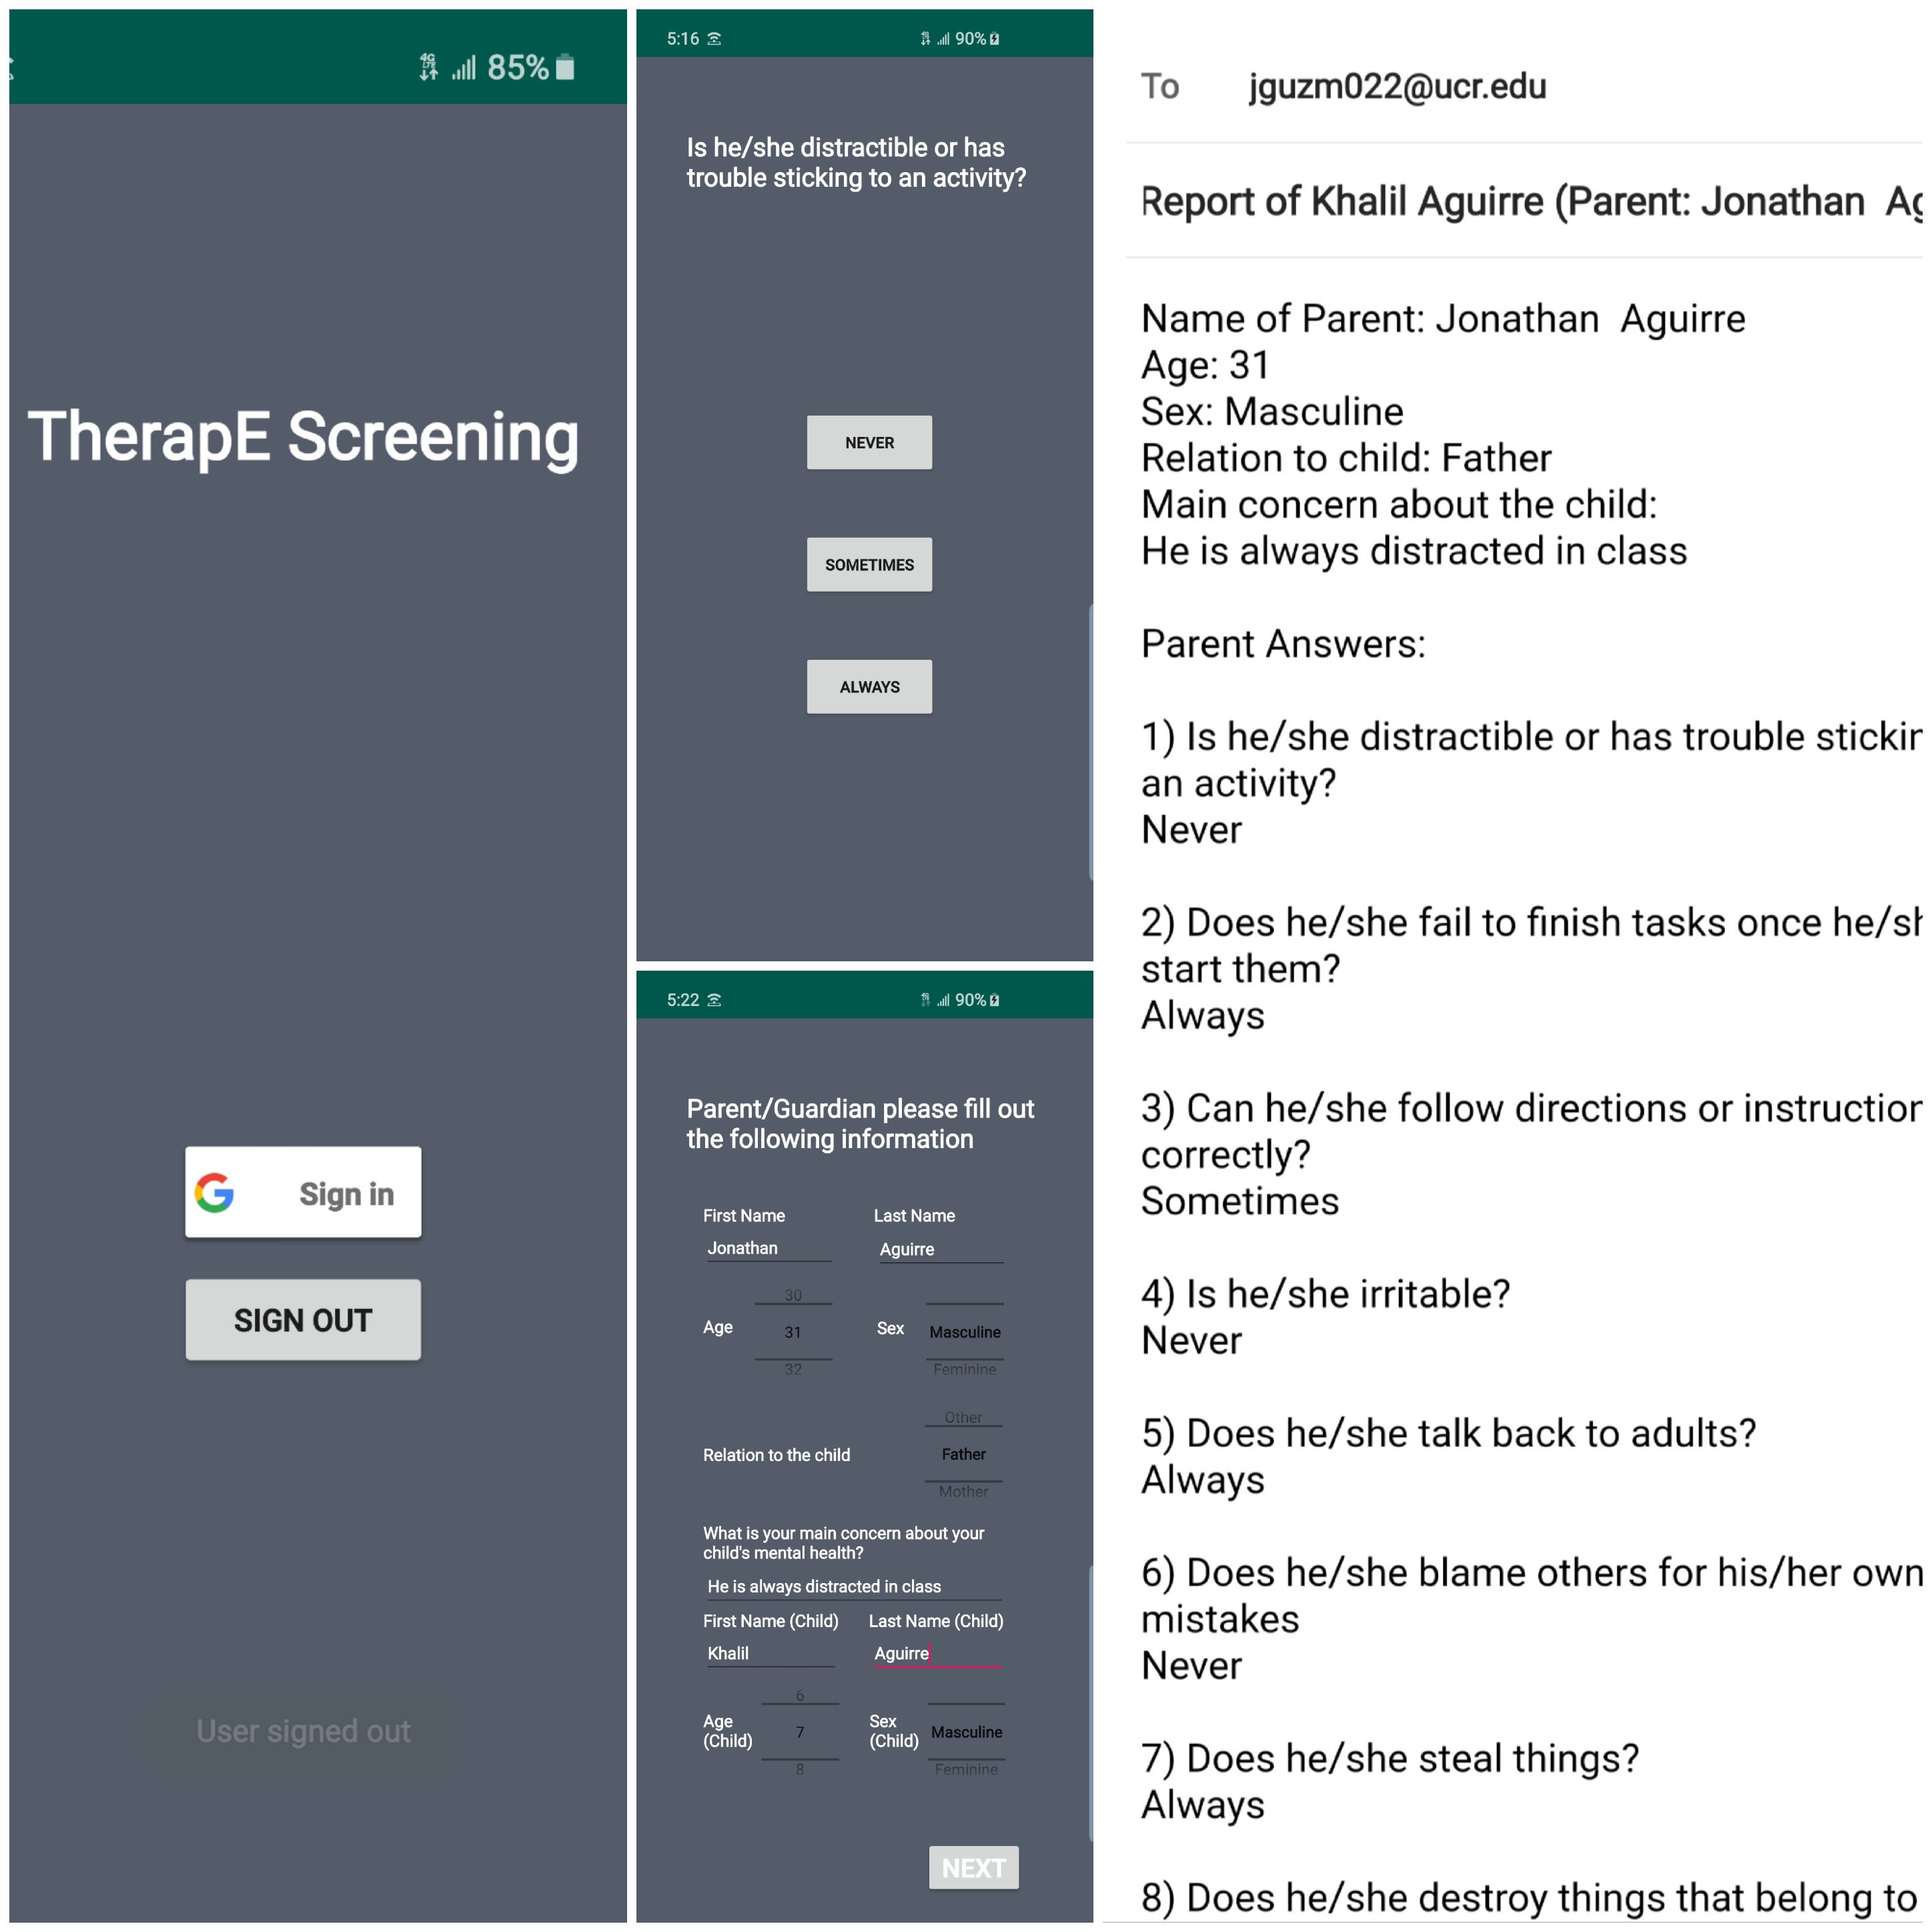 4G
LTE
85%
TherapE Screening
Sign in
SIGN OUT
User signed out
5:16
90%
Is he/she distractible or has
trouble sticking to an activity?
NEVER
SOMETIMES
ALWAYS
5:22
90%
Parent/Guardian please fill out
the following information
First Name Last Name
Jonathan Aguirre
30
Age 31 Sex Masculine
32 Feminine
Other
Relation to the child Father
Mother
What is your main concern about your
child's mental health?
He is always distracted in class
First Name (Child) Last Name (Child)
Khalil Aguirre
6
Age
(Child) 7 Sex
(Child) Masculine
8 Feminine
NEXT
To jguzm022@ucr.edu
Report of Khalil Aguirre (Parent: Jonathan Ag
Name of Parent: Jonathan Aguirre
Age: 31
Sex: Masculine
Relation to child: Father
Main concern about the child:
He is always distracted in class
Parent Answers:
1) Is he/she distractible or has trouble stickin
an activity?
Never
2) Does he/she fail to finish tasks once he/sh
start them?
Always
3) Can he/she follow directions or instruction
correctly?
Sometimes
4) Is he/she irritable?
Never
5) Does he/she talk back to adults?
Always
6) Does he/she blame others for his/her own
mistakes
Never
7) Does he/she steal things?
Always
8) Does he/she destroy things that belong to